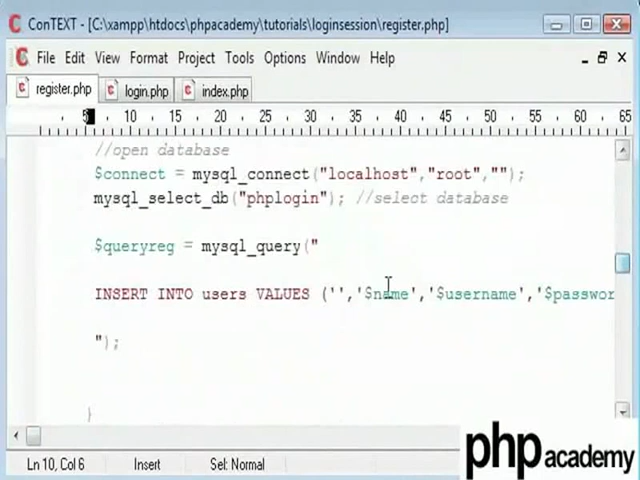 ConTEXT - [C:\xampp\htdocs\phpacademy\tutorials\loginsession\register.php]
File Edit View Format Project Tools Options Window Help
register.php login.php index.php
5 10 15 20 25 30 35 40 45 50 55 60 65
//open database
$connect = mysql_connect("localhost","root","");
mysql_select_db("phplogin"); //select database
$queryreg = mysql_query("
INSERT INTO users VALUES ('','$name','$username','$passwor
");
}
Ln 10, Col 6 Insert Sel: Normal
php academy